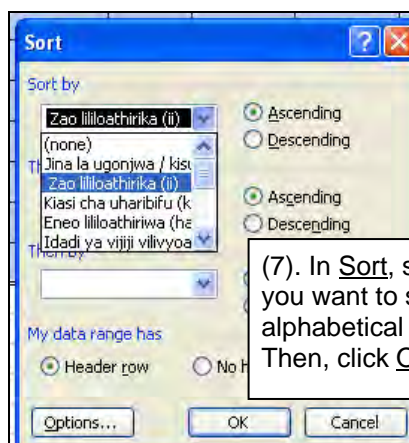 Sort
Sort by
Zao lililoathirika (ii)
Ascending
Descending
(none)
Jina la ugonjwa / kisu
Zao lililoathirika (ii)
Kiasi cha uharibifu (k
Eneo lililoathiriwa (ha
Idadi ya vijiji vilivyoa
Ascending
Descending
Then by
(7). In Sort, s
you want to s
alphabetical
Then, click
My data range has
Header row
No h
Options...
OK
Cancel